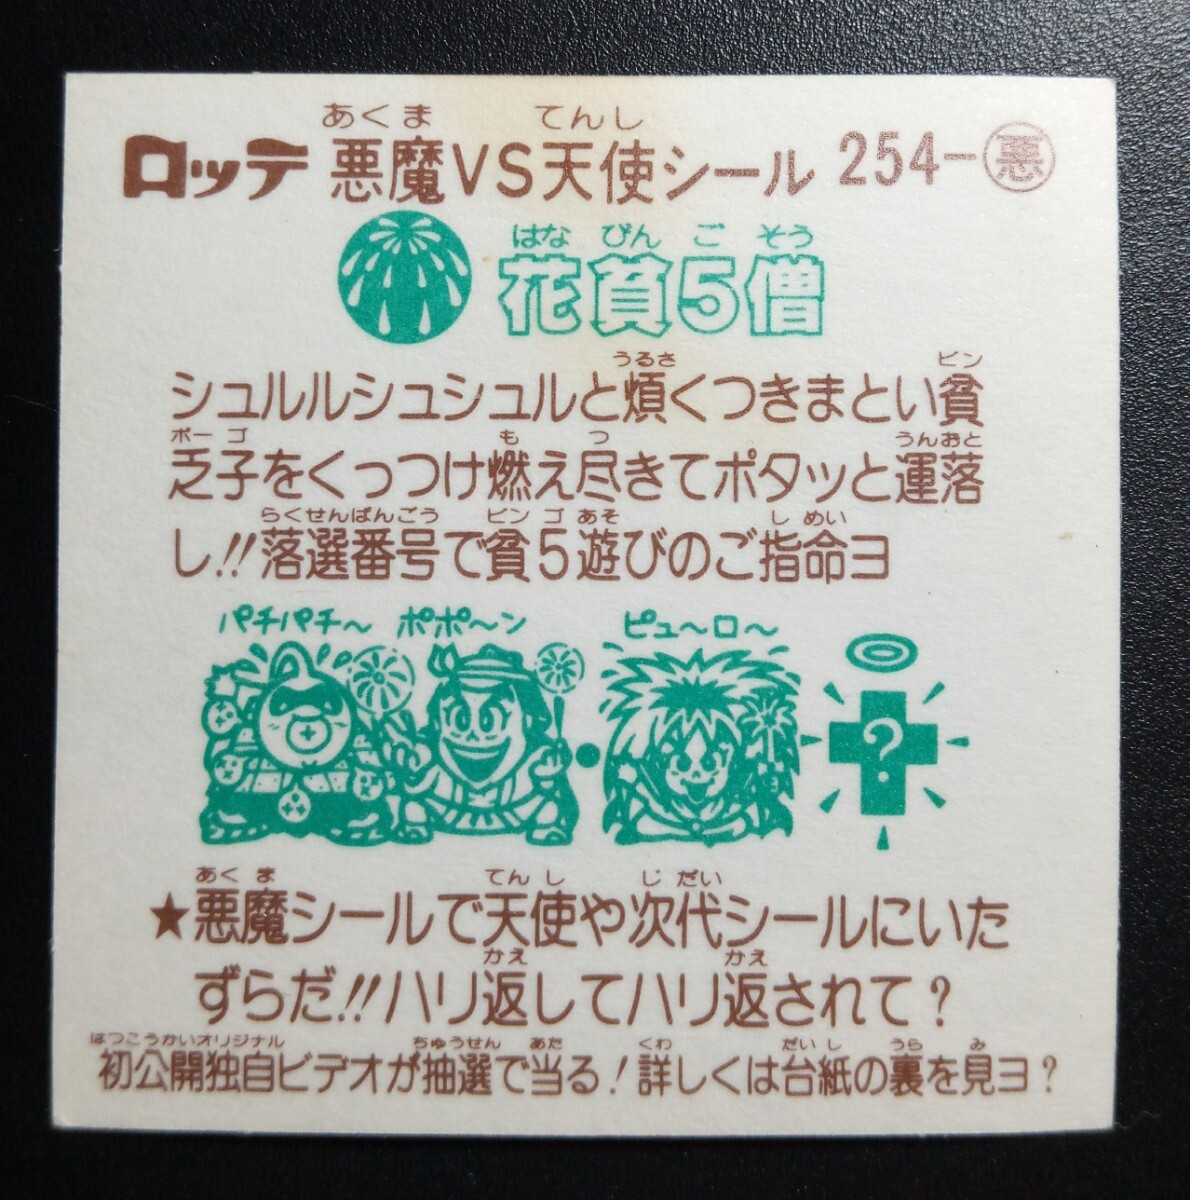 あくま てんし
ロッテ 悪魔VS天使シール 254-悪
はな びん ご そう
花貧5僧
うるさ ビン
シュルルシュシュルと煩くつきまとい貧
ボーゴ も つ うんおと
乏子をくっつけ燃え尽きてポタッと運落
らくせんばんごう ビンゴ あそ し めい
し!!落選番号で貧5遊びのご指命ヨ
パチパチ〜 ポポ〜ン ピュ〜ロ〜
?
あくま てんし じだい
★悪魔シールで天使や次代シールにいた
かえ かえ
ずらだ!!ハリ返してハリ返されて?
はつこうかいオリジナル ちゅうせん あた くわ だいし うら み
初公開独自ビデオが抽選で当る!詳しくは台紙の裏を見ヨ?